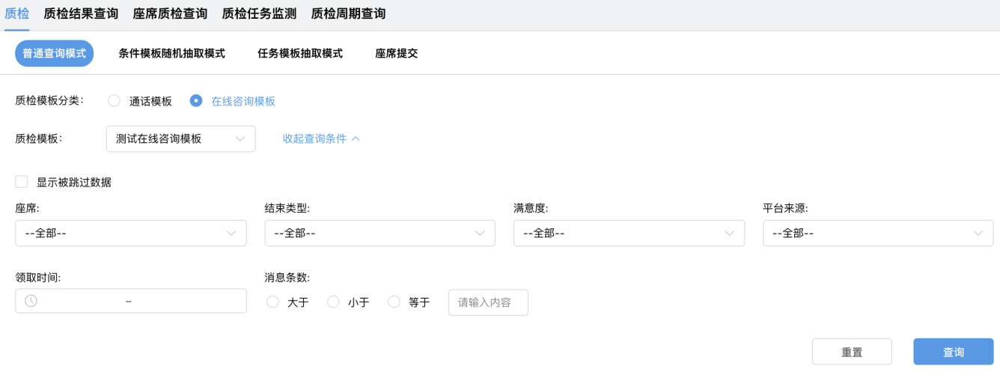 质检 质检结果查询 座席质检查询 质检任务监测 质检周期查询
普通查询模式 条件模板随机抽取模式 任务模板抽取模式 座席提交
质检模板分类: 通话模板 在线咨询模板
质检模板: 测试在线咨询模板 收起查询条件
显示被跳过数据
座席: 结束类型: 满意度: 平台来源:
--全部-- --全部-- --全部-- --全部--
领取时间: 消息条数:
– 大于 小于 等于 请输入内容
重置 查询